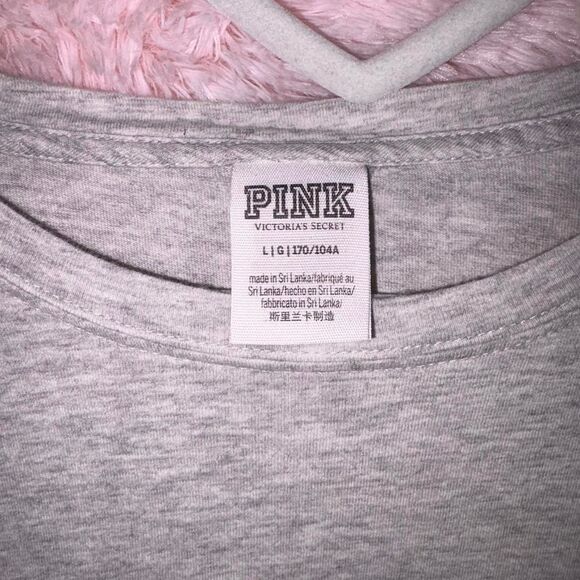 PINK
VICTORIA'S SECRET
L|G|170/104A
made in Sri Lanka/fabriqué au
Sri Lanka/hecho en Sri Lanka/
fabbricato in Sri Lanka/
斯里兰卡制造